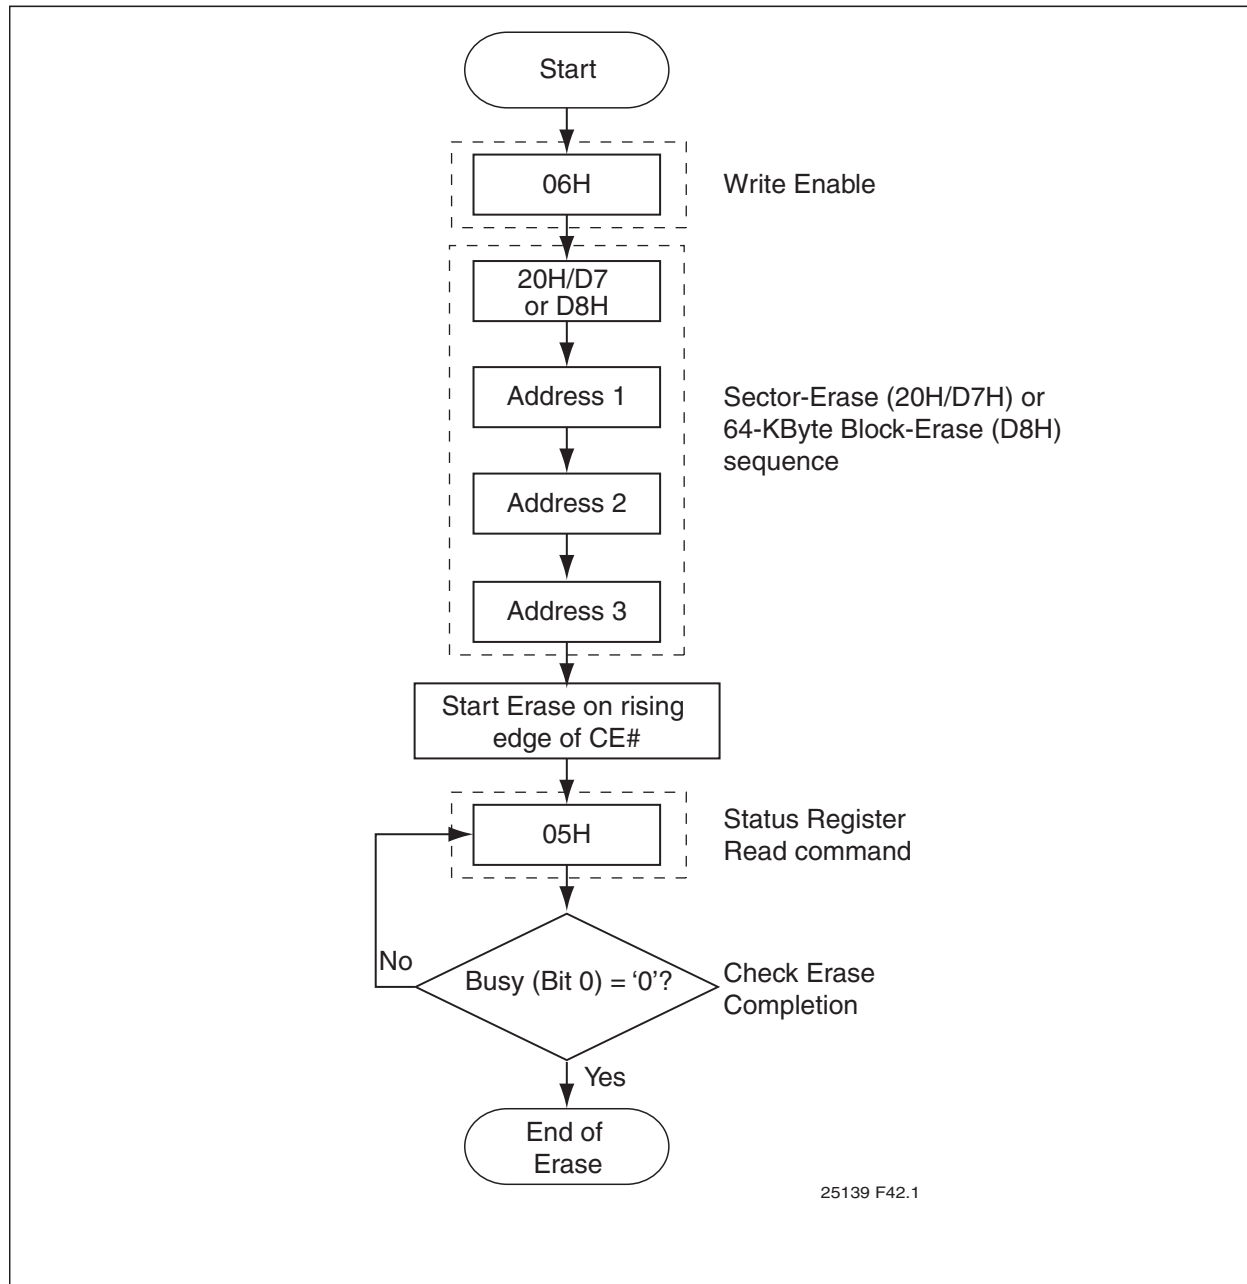 Start
06H
Write Enable
20H/D7
or D8H
Address 1
Sector-Erase (20H/D7H) or
64-KByte Block-Erase (D8H)
sequence
Address 2
Address 3
Start Erase on rising
edge of CE#
05H
Status Register
Read command
No
Busy (Bit 0) = ‘0’?
Check Erase
Completion
Yes
End of
Erase
25139 F42.1